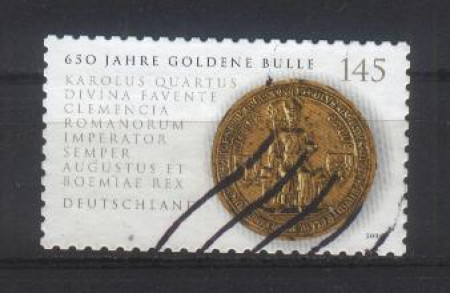 650 JAHRE GOLDENE BULLE
145
KAROLUS QUARTUS
DIVINA FAVENTE
CLEMENCIA
ROMANORUM
IMPERATOR
SEMPER
AUGUSTUS ET
BOEMIAE REX
DEUTSCHLAND